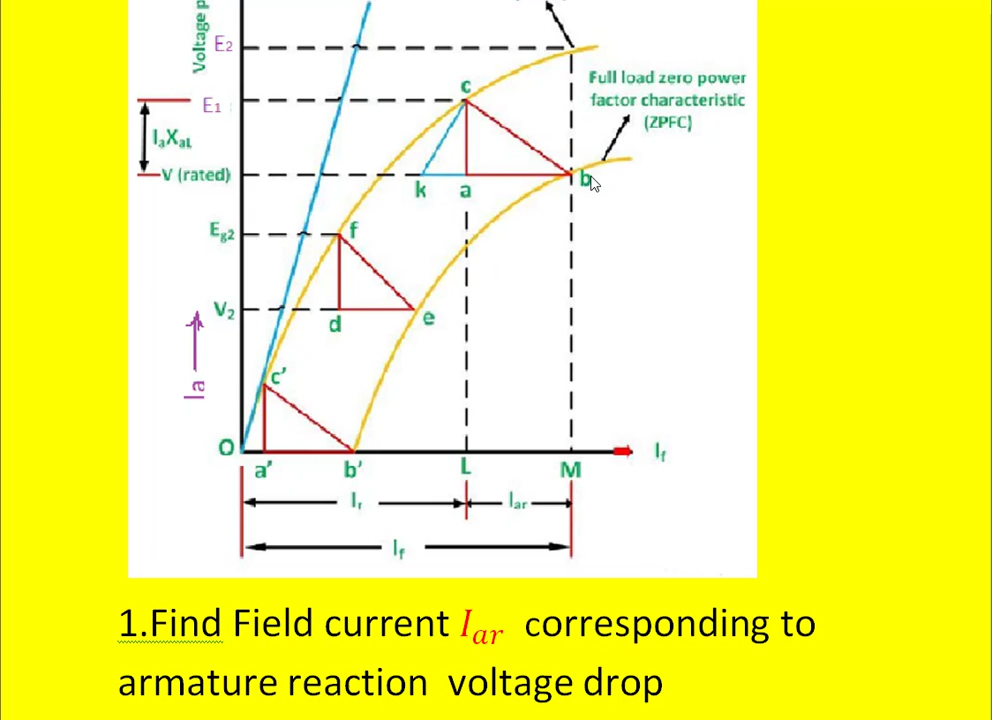 Voltage p
E2
c
Full load zero power
factor characteristic
(ZPFC)
E1
IaXaL
V (rated)
k a b
Eg2 f
V2
d e
Ia
c’
O
a’ b’ L M If
Ir Iar
If
1.Find Field current Iar corresponding to
armature reaction voltage drop